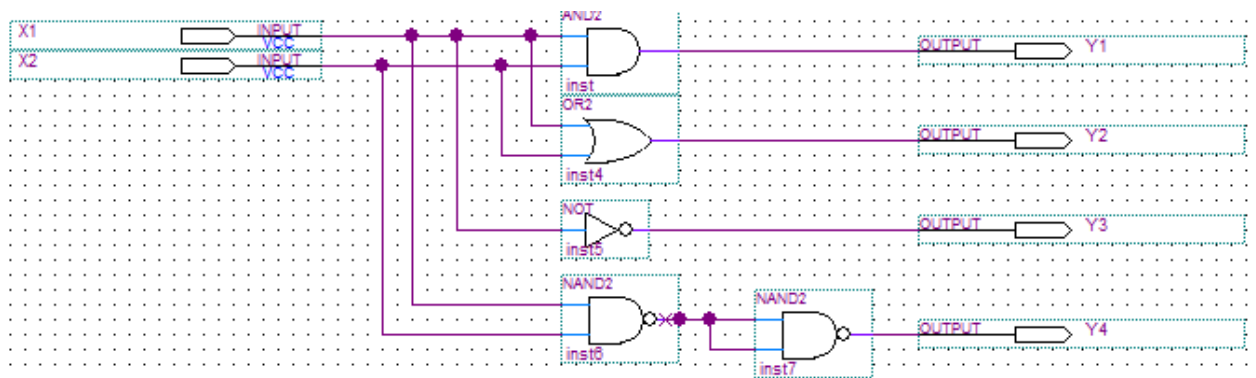 AND2
X1 INPUT VCC
OUTPUT Y1
X2 INPUT VCC
inst
OR2
OUTPUT Y2
inst4
NOT
OUTPUT Y3
inst5
NAND2
NAND2
OUTPUT Y4
inst6
inst7